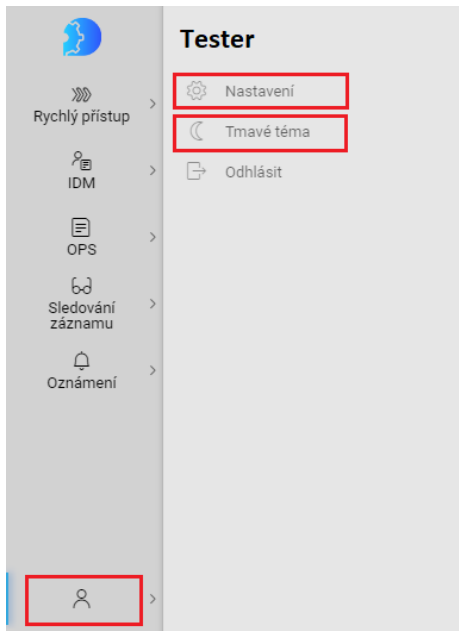 Tester
Rychlý přístup
IDM
OPS
Sledování
záznamu
Oznámení
Nastavení
Tmavé téma
Odhlásit